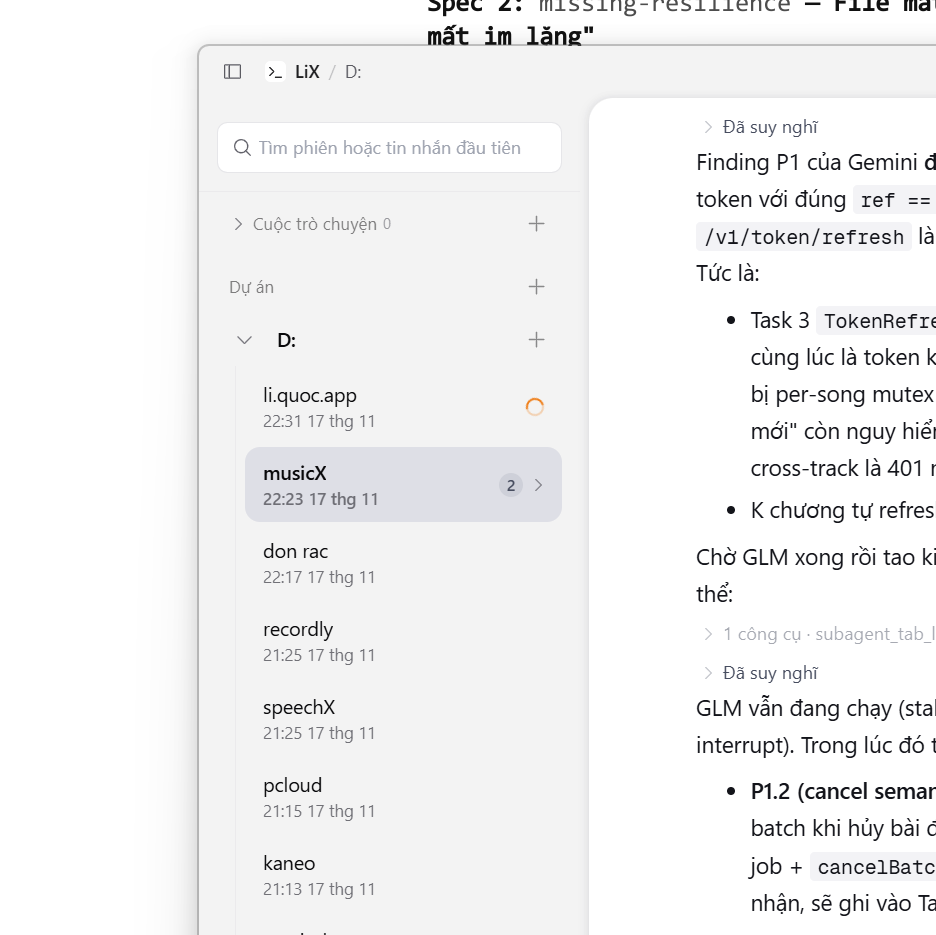 Spec 2: missing-resilience — File
mất im lặng"
LiX / D:
Tìm phiên hoặc tin nhắn đầu tiên
Cuộc trò chuyện 0
Dự án
D:
li.quoc.app
22:31 17 thg 11
musicX
22:23 17 thg 11
2
don rac
22:17 17 thg 11
recordly
21:25 17 thg 11
speechX
21:25 17 thg 11
pcloud
21:15 17 thg 11
kaneo
21:13 17 thg 11
Đã suy nghĩ
Finding P1 của Gemini
token với đúng ref ==
/v1/token/refresh là
Tức là:
Task 3 TokenRefre
cùng lúc là token
bị per-song mutex
mới" còn nguy hiểm
cross-track là 401
K chương tự refres
Chờ GLM xong rồi tao
thể:
1 công cụ · subagent_tab_l
Đã suy nghĩ
GLM vẫn đang chạy (stal
interrupt). Trong lúc đó
P1.2 (cancel seman
batch khi hủy bài
job + cancelBatc
nhận, sẽ ghi vào